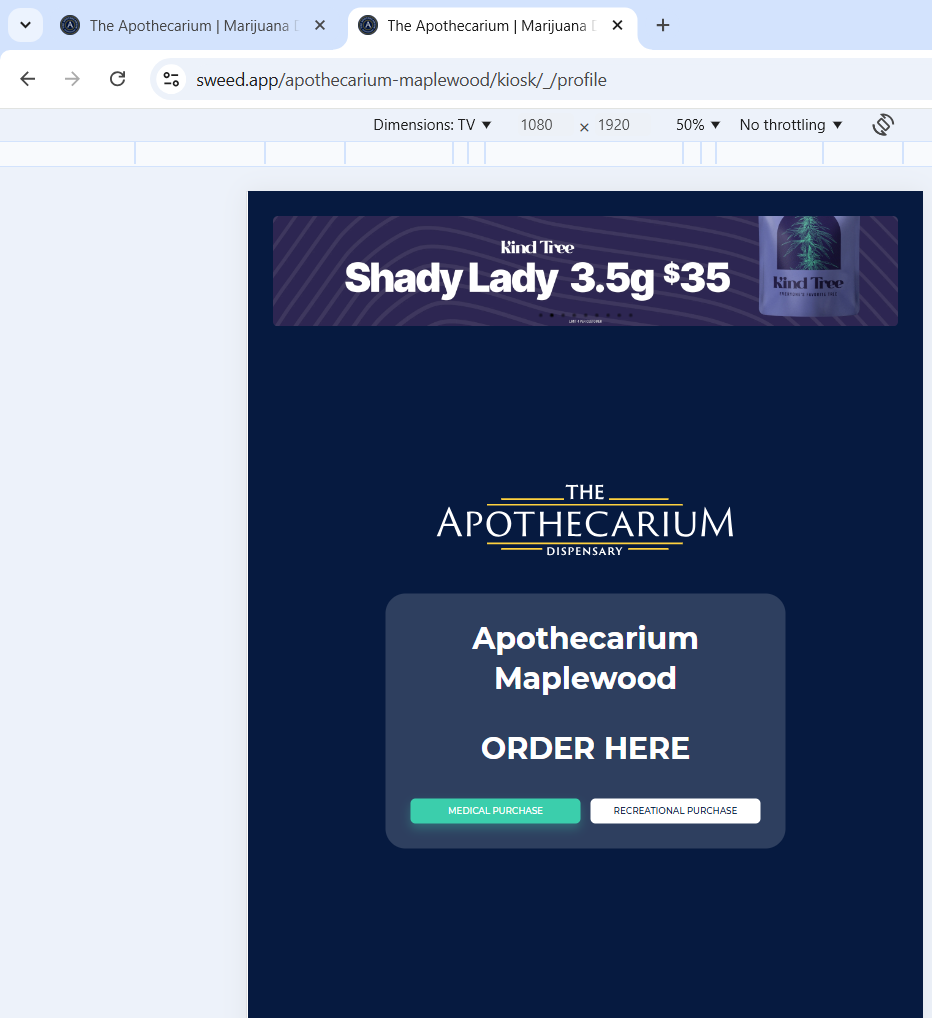 The Apothecarium | Marijuana
The Apothecarium | Marijuana
sweed.app/apothecarium-maplewood/kiosk/_/profile
Dimensions: TV ▼ 1080 × 1920 50% ▼ No throttling ▼
Kind Tree
Shady Lady 3.5g $35
Kind Tree
THE
APOTHECARIUM
DISPENSARY
Apothecarium
Maplewood
ORDER HERE
MEDICAL PURCHASE
RECREATIONAL PURCHASE